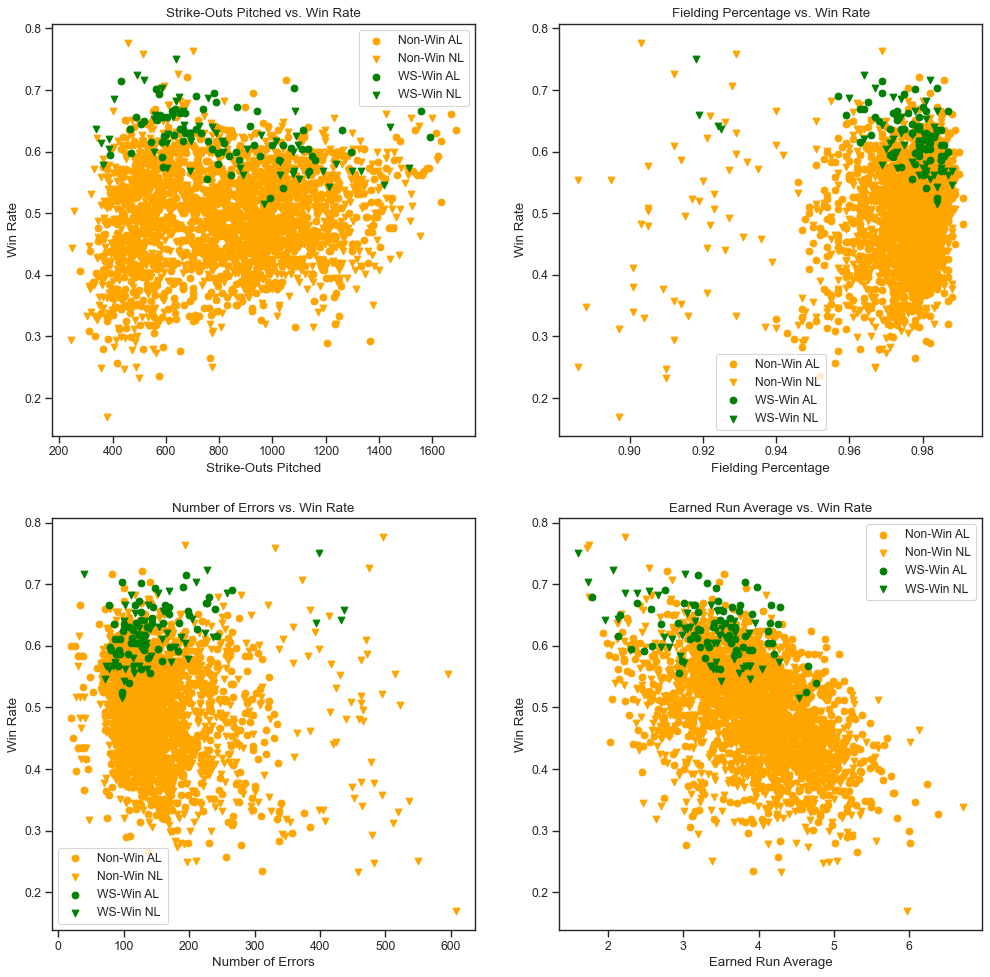 Strike-Outs Pitched vs. Win Rate
0.8
0.7
0.6
0.5
0.4
0.3
0.2
Win Rate
Non-Win AL
Non-Win NL
WS-Win AL
WS-Win NL
200 400 600 800 1000 1200 1400 1600
Strike-Outs Pitched
Fielding Percentage vs. Win Rate
0.8
0.7
0.6
0.5
0.4
0.3
0.2
Win Rate
Non-Win AL
Non-Win NL
WS-Win AL
WS-Win NL
0.90 0.92 0.94 0.96 0.98
Fielding Percentage
Number of Errors vs. Win Rate
0.8
0.7
0.6
0.5
0.4
0.3
0.2
Win Rate
Non-Win AL
Non-Win NL
WS-Win AL
WS-Win NL
0 100 200 300 400 500 600
Number of Errors
Earned Run Average vs. Win Rate
0.8
0.7
0.6
0.5
0.4
0.3
0.2
Win Rate
Non-Win AL
Non-Win NL
WS-Win AL
WS-Win NL
2 3 4 5 6
Earned Run Average